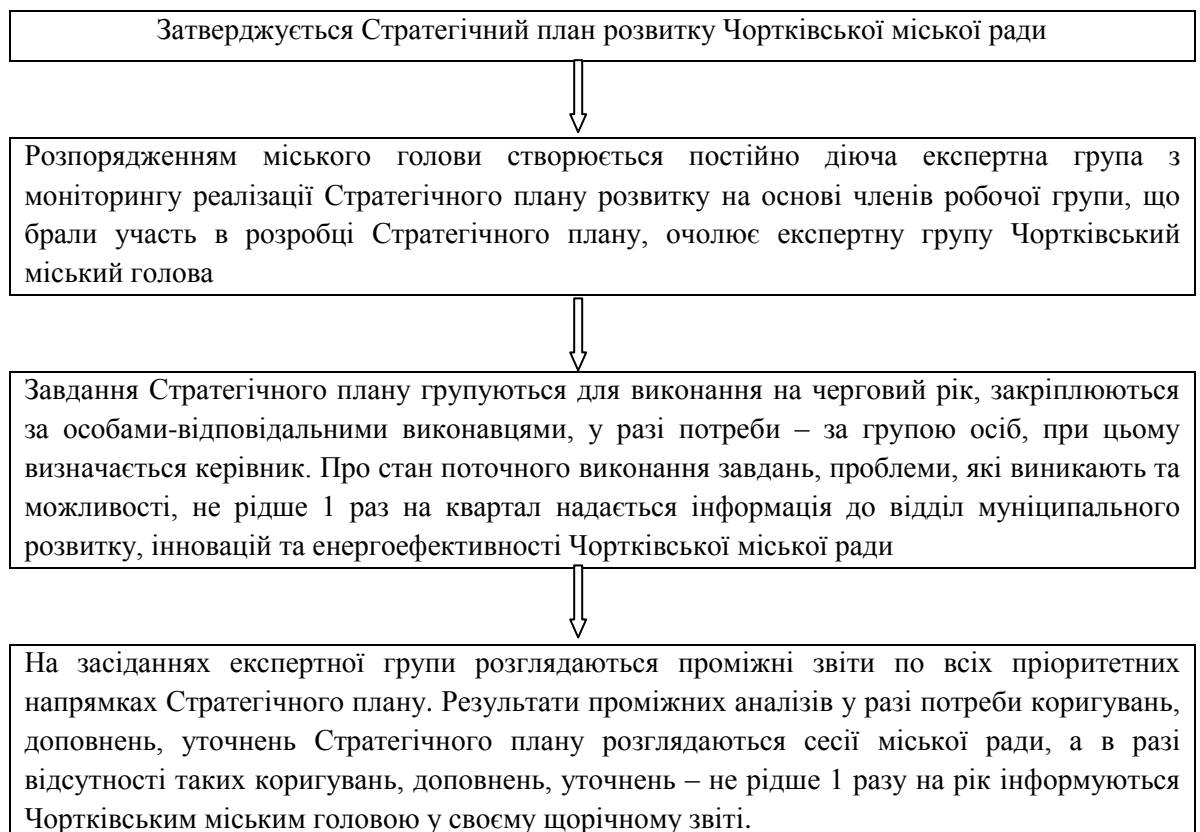 Затверджується Стратегічний план розвитку Чортківської міської ради
Розпорядженням міського голови створюється постійно діюча експертна група з
моніторингу реалізації Стратегічного плану розвитку на основі членів робочої групи, що
брали участь в розробці Стратегічного плану, очолює експертну групу Чортківський
міський голова
Завдання Стратегічного плану групуються для виконання на черговий рік, закріплюються
за особами-відповідальними виконавцями, у разі потреби – за групою осіб, при цьому
визначається керівник. Про стан поточного виконання завдань, проблеми, які виникають та
можливості, не рідше 1 раз на квартал надається інформація до відділ муніципального
розвитку, інновацій та енергоефективності Чортківської міської ради
На засіданнях експертної групи розглядаються проміжні звіти по всіх пріоритетних
напрямках Стратегічного плану. Результати проміжних аналізів у разі потреби коригувань,
доповнень, уточнень Стратегічного плану розглядаються сесії міської ради, а в разі
відсутності таких коригувань, доповнень, уточнень – не рідше 1 разу на рік інформуються
Чортківським міським головою у своєму щорічному звіті.